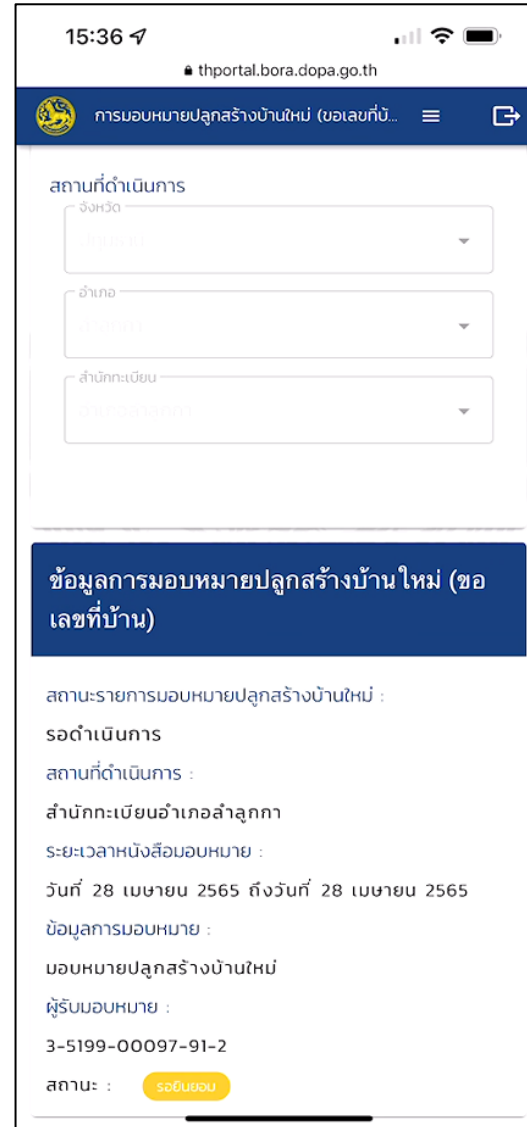 15:36
thportal.bora.dopa.go.th
การมอบหมายปลูกสร้างบ้านใหม่ (ขอเลขที่บ้...
สถานที่ดำเนินการ
จังหวัด
อำเภอ
สำนักทะเบียน
ข้อมูลการมอบหมายปลูกสร้างบ้านใหม่ (ขอ
เลขที่บ้าน)
สถานะรายการมอบหมายปลูกสร้างบ้านใหม่ :
รอดำเนินการ
สถานที่ดำเนินการ :
สำนักทะเบียนอำเภอลำลูกกา
ระยะเวลาหนังสือมอบหมาย :
วันที่ 28 เมษายน 2565 ถึงวันที่ 28 เมษายน 2565
ข้อมูลการมอบหมาย :
มอบหมายปลูกสร้างบ้านใหม่
ผู้รับมอบหมาย :
3-5199-00097-91-2
สถานะ : รอยินยอม